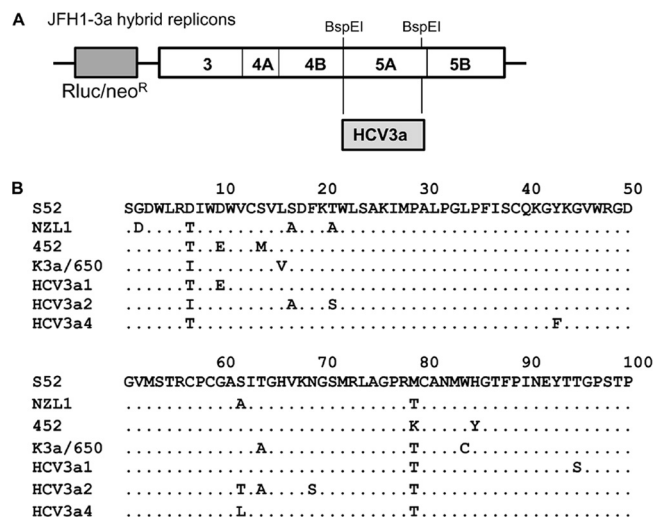 A JFH1-3a hybrid replicons
BspEI BspEI
3 4A 4B 5A 5B
Rluc/neoR
HCV3a
B
10 20 30 40 50
S52 SGDWLRDIWDWVCSVLSDFKTWLSAKIMPALPGLPFISCQKGYKGVWRGD
NZL1 .D....T.........A...A.............................
452 ......T..E...M....................................
K3a/650 ......I........V..................................
HCV3a1 ......T..E........................................
HCV3a2 ......I.........A...S.............................
HCV3a4 ......T...................................F.......
60 70 80 90 100
S52 GVMSTRCPCGASITGHVKNGSMRLAGPRMCANMWHGTFPINEYTTGPSTP
NZL1 ...........A................T.....................
452 ............................K.....Y...............
K3a/650 .............A..............T....C................
HCV3a1 ............................T...............S.....
HCV3a2 ...........T.A....S.........T.....................
HCV3a4 ...........L................T.....................